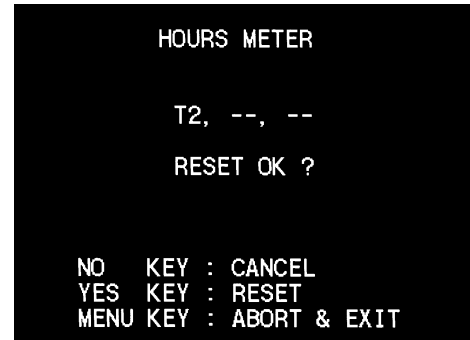 HOURS METER
T2, --, --
RESET OK ?
NO KEY : CANCEL
YES KEY : RESET
MENU KEY : ABORT & EXIT